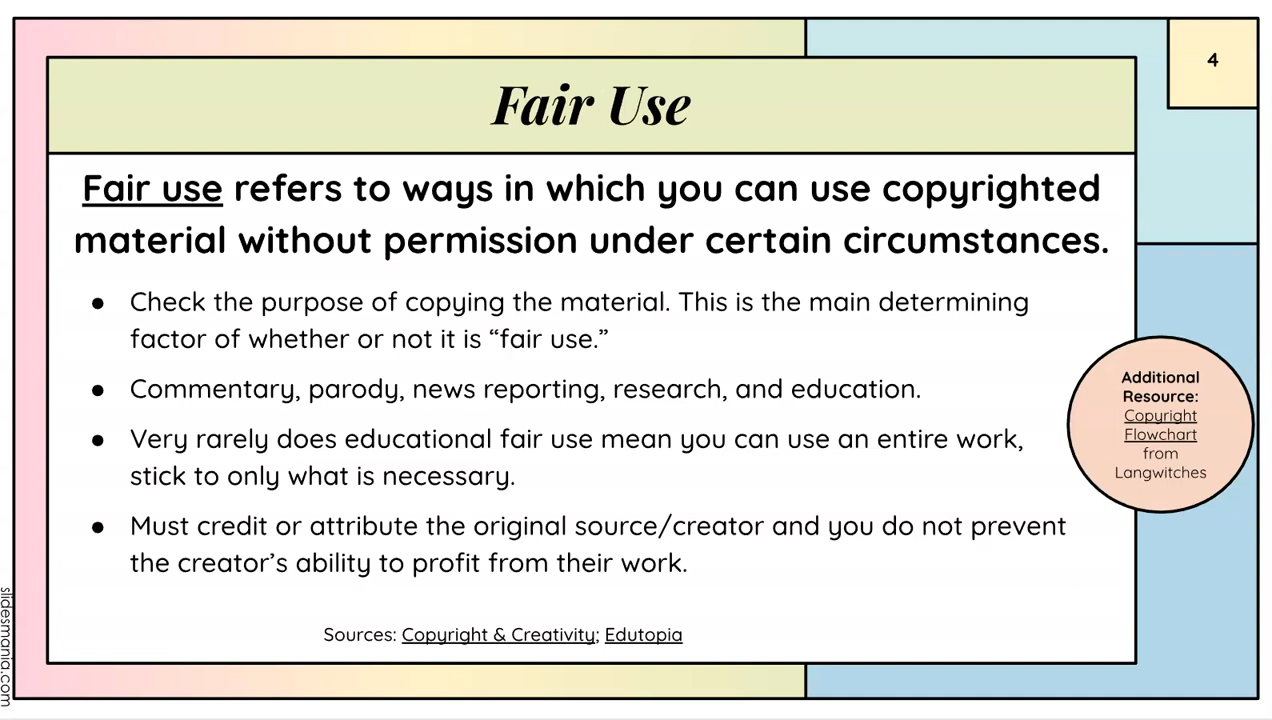 4
Fair Use
Fair use refers to ways in which you can use copyrighted
material without permission under certain circumstances.
● Check the purpose of copying the material. This is the main determining
factor of whether or not it is “fair use.”
● Commentary, parody, news reporting, research, and education.
● Very rarely does educational fair use mean you can use an entire work,
stick to only what is necessary.
● Must credit or attribute the original source/creator and you do not prevent
the creator’s ability to profit from their work.
Additional
Resource:
Copyright
Flowchart
from
Langwitches
Sources: Copyright & Creativity; Edutopia
slidesmania.com